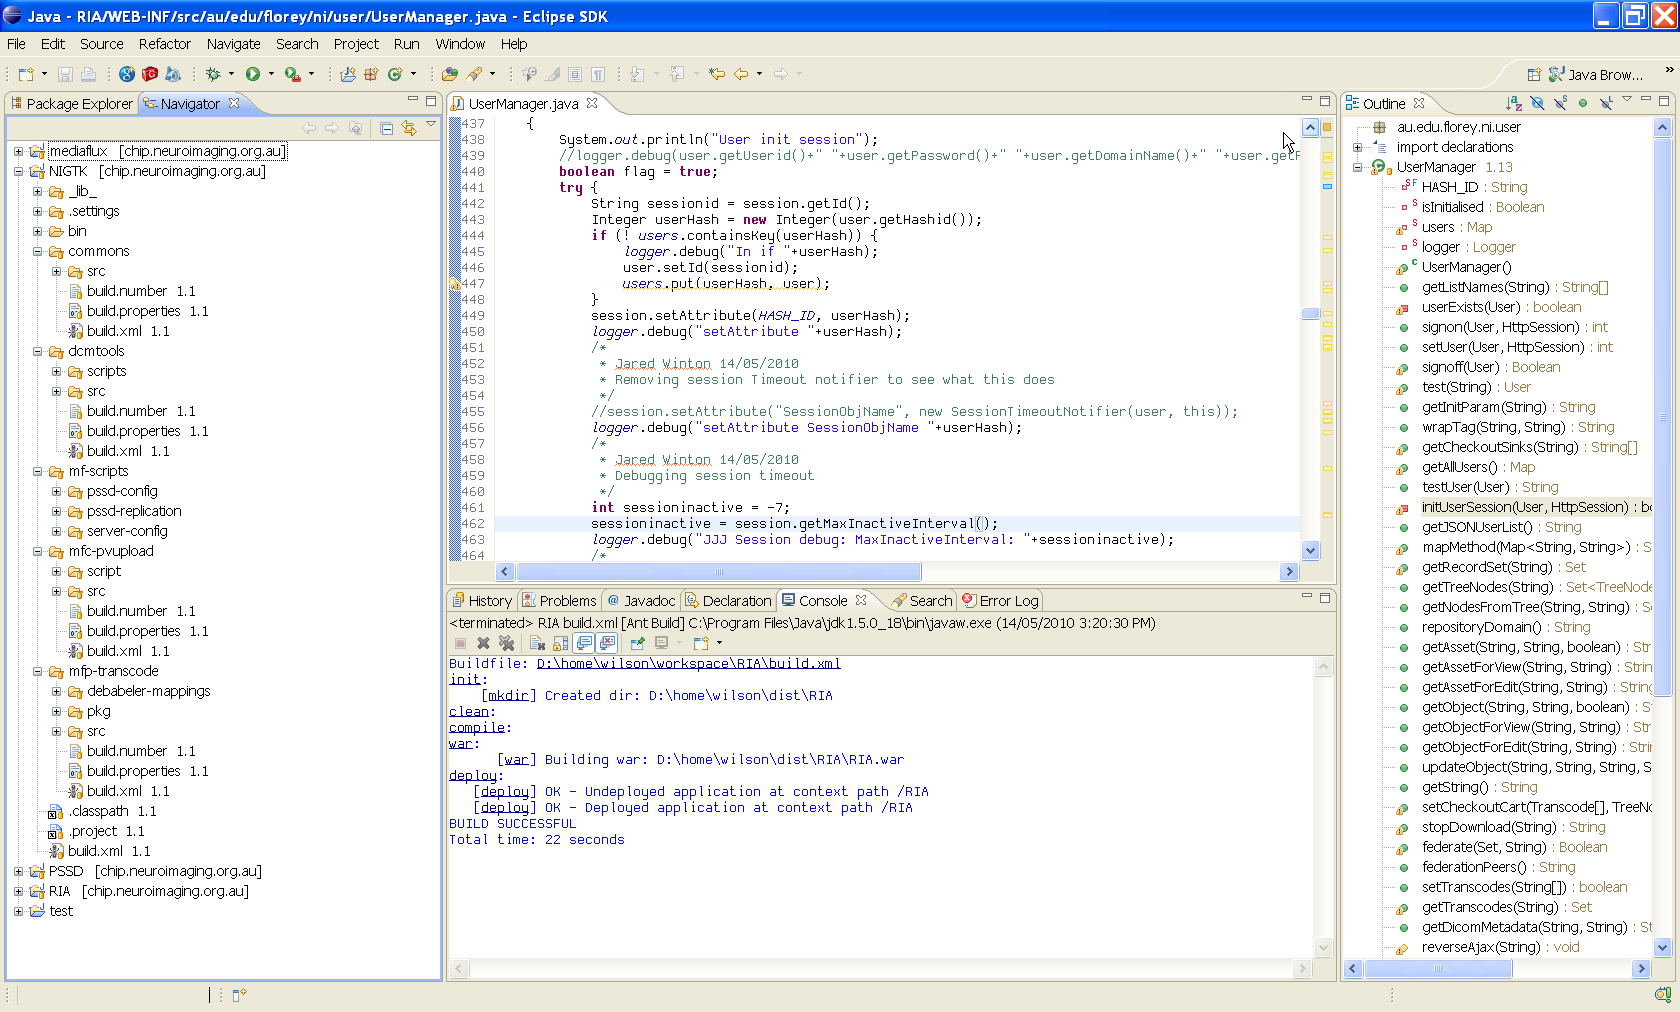 Java - RIA/WEB-INF/src/au/edu/florey/ni/user/UserManager.java - Eclipse SDK
File Edit Source Refactor Navigate Search Project Run Window Help
Java Brow...
Package Explorer Navigator
mediaflux [chip.neuroimaging.org.au]
NIGTK [chip.neuroimaging.org.au]
_lib_
.settings
bin
commons
src
build.number 1.1
build.properties 1.1
build.xml 1.1
dcmtools
scripts
src
build.number 1.1
build.properties 1.1
build.xml 1.1
mf-scripts
pssd-config
pssd-replication
server-config
mfc-pvupload
script
src
build.number 1.1
build.properties 1.1
build.xml 1.1
mfp-transcode
debabeler-mappings
pkg
src
build.number 1.1
build.properties 1.1
build.xml 1.1
.classpath 1.1
.project 1.1
build.xml 1.1
PSSD [chip.neuroimaging.org.au]
RIA [chip.neuroimaging.org.au]
test
UserManager.java
437 {
438 System.out.println("User init session");
439 //logger.debug(user.getUserid()+" "+user.getPassword()+" "+user.getDomainName()+" "+user.getF
440 boolean flag = true;
441 try {
442 String sessionid = session.getId();
443 Integer userHash = new Integer(user.getHashid());
444 if (! users.containsKey(userHash)) {
445 logger.debug("In if "+userHash);
446 user.setId(sessionid);
447 users.put(userHash, user);
448 }
449 session.setAttribute(HASH_ID, userHash);
450 logger.debug("setAttribute "+userHash);
451 /*
452 * Jared Winton 14/05/2010
453 * Removing session Timeout notifier to see what this does
454 */
455 //session.setAttribute("SessionObjName", new SessionTimeoutNotifier(user, this));
456 logger.debug("setAttribute SessionObjName "+userHash);
457 /*
458 * Jared Winton 14/05/2010
459 * Debugging session timeout
460 */
461 int sessioninactive = -7;
462 sessioninactive = session.getMaxInactiveInterval();
463 logger.debug("JJJ Session debug: MaxInactiveInterval: "+sessioninactive);
464 /*
History Problems @ Javadoc Declaration Console Search Error Log
<terminated> RIA build.xml [Ant Build] C:\Program Files\Java\jdk1.5.0_18\bin\javaw.exe (14/05/2010 3:20:30 PM)
Buildfile: D:\home\wilson\workspace\RIA\build.xml
init:
[mkdir] Created dir: D:\home\wilson\dist\RIA
clean:
compile:
war:
[war] Building war: D:\home\wilson\dist\RIA\RIA.war
deploy:
[deploy] OK - Undeployed application at context path /RIA
[deploy] OK - Deployed application at context path /RIA
BUILD SUCCESSFUL
Total time: 22 seconds
Outline
au.edu.florey.ni.user
import declarations
UserManager 1.13
HASH_ID : String
isInitialised : Boolean
users : Map
logger : Logger
UserManager()
getListNames(String) : String[]
userExists(User) : boolean
signon(User, HttpSession) : int
setUser(User, HttpSession) : int
signoff(User) : Boolean
test(String) : User
getInitParam(String) : String
wrapTag(String, String) : String
getCheckoutSinks(String) : String[]
getAllUsers() : Map
testUser(User) : String
initUserSession(User, HttpSession) : bo
getJSONUserList() : String
mapMethod(Map<String, String>) : S
getRecordSet(String) : Set
getTreeNodes(String) : Set<TreeNode
getNodesFromTree(String, String) : Se
repositoryDomain() : String
getAsset(String, String, boolean) : St
getAssetForView(String, String) : Strin
getAssetForEdit(String, String) : String
getObject(String, String, boolean) : St
getObjectForView(String, String) : Stri
getObjectForEdit(String, String) : Strin
updateObject(String, String, String, S
getString() : String
setCheckoutCart(Transcode[], TreeNo
stopDownload(String) : String
federate(Set, String) : Boolean
federationPeers() : String
setTranscodes(String[]) : boolean
getTranscodes(String) : Set
getDicomMetadata(String, String) : St
reverseAjax(String) : void